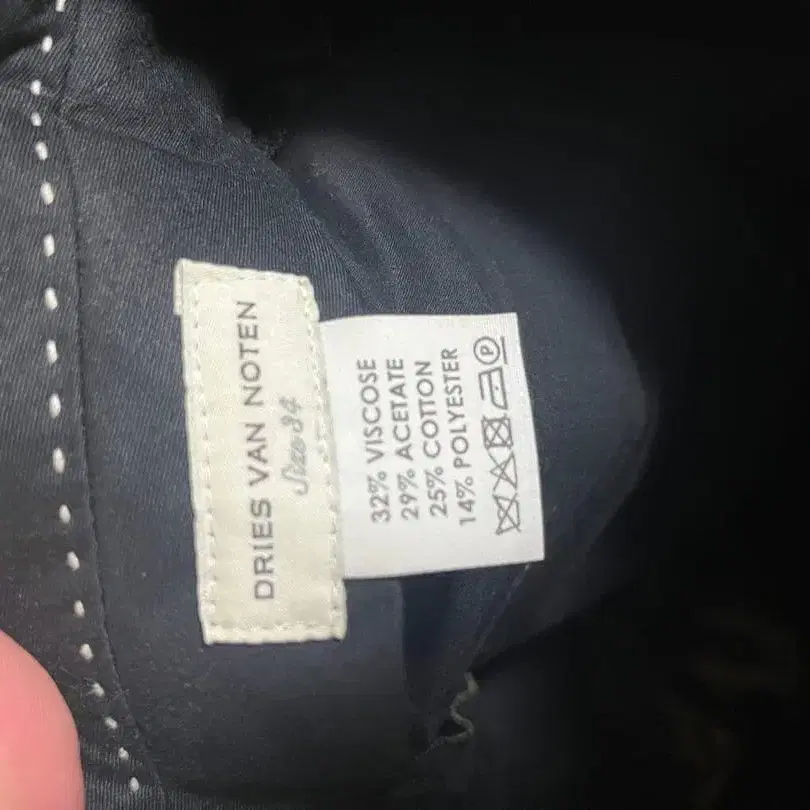 DRIES VAN NOTEN
Size 34
32% VISCOSE
29% ACETATE
25% COTTON
14% POLYESTER
P